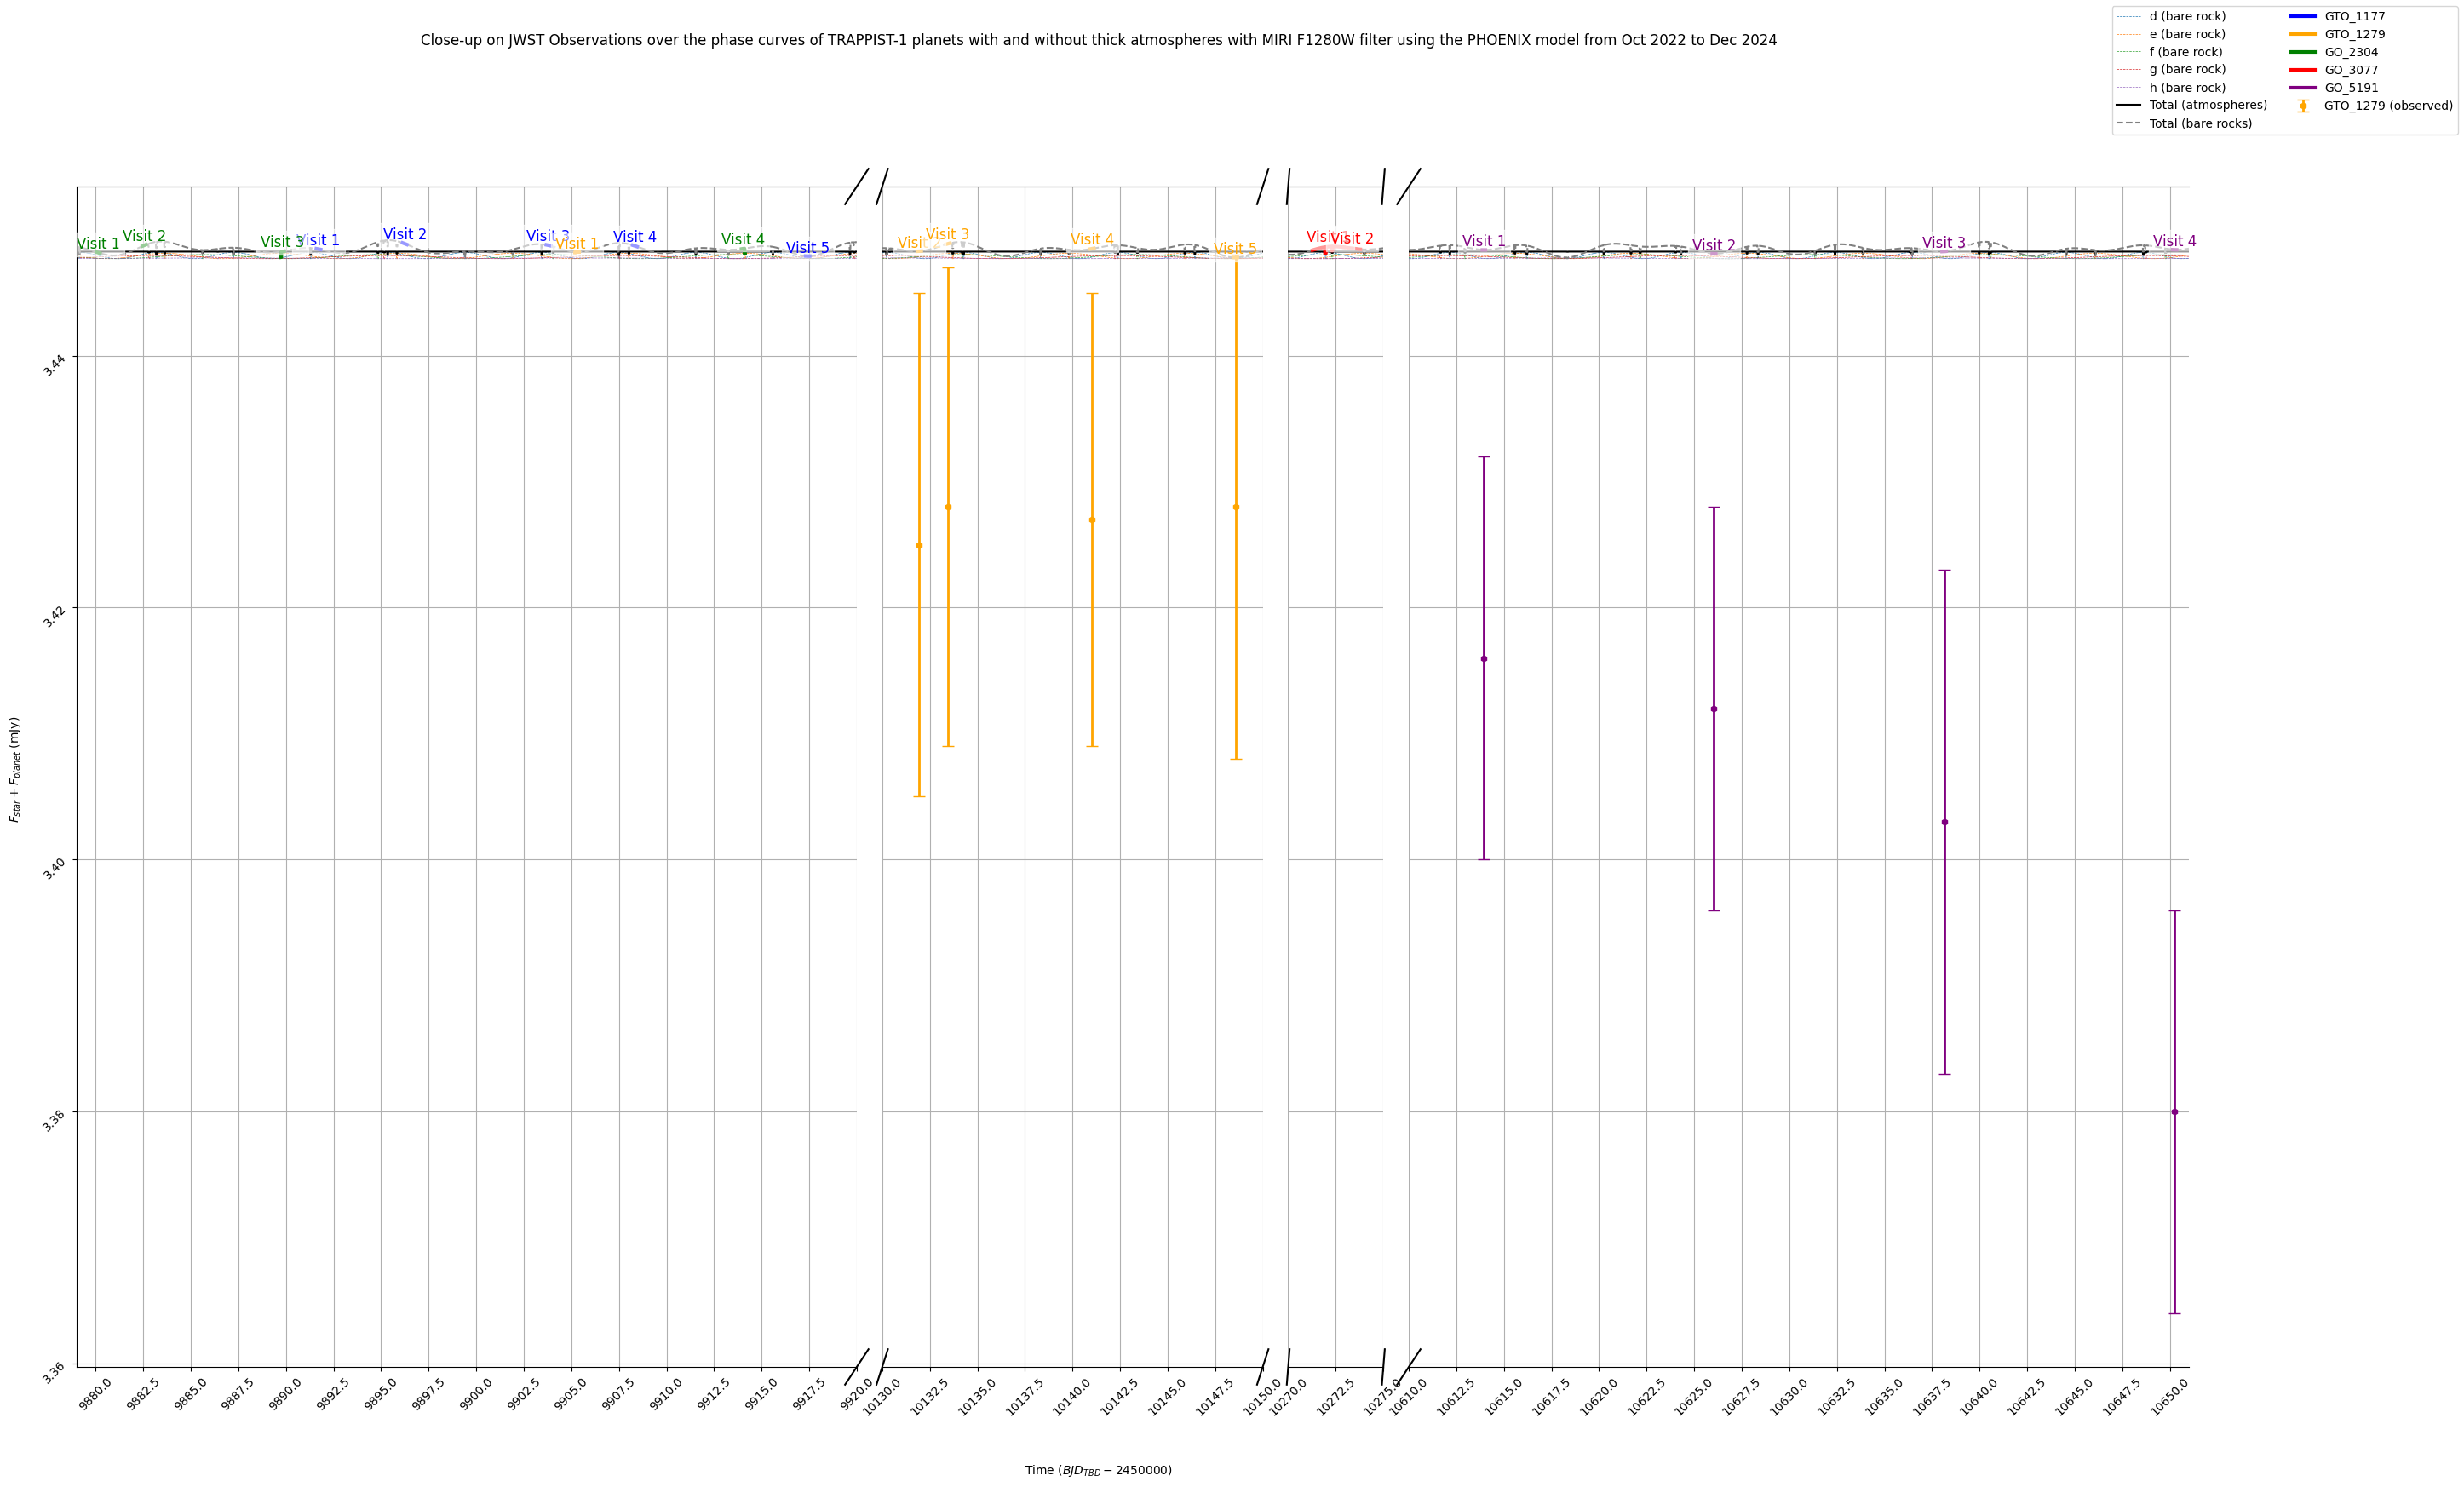 Close-up on JWST Observations over the phase curves of TRAPPIST-1 planets with and without thick atmospheres with MIRI F1280W filter using the PHOENIX model from Oct 2022 to Dec 2024
d (bare rock)
e (bare rock)
f (bare rock)
g (bare rock)
h (bare rock)
Total (atmospheres)
Total (bare rocks)
GTO_1177
GTO_1279
GO_2304
GO_3077
GO_5191
GTO_1279 (observed)
Visit 1
Visit 2
Visit 3
Visit 1
Visit 2
Visit 3
Visit 1
Visit 4
Visit 4
Visit 5
Visit 3
Visit 4
Visit 5
Visit 2
Visit 1
Visit 2
Visit 3
Visit 4
3.44
3.42
3.40
3.38
3.36
F_star + F_planet (mJy)
9880.0 9882.5 9885.0 9887.5 9890.0 9892.5 9895.0 9897.5 9900.0 9902.5 9905.0 9907.5 9910.0 9912.5 9915.0 9917.5 9920.0 10130.0 10132.5 10135.0 10137.5 10140.0 10142.5 10145.0 10147.5 10150.0 10270.0 10272.5 10275.0 10610.0 10612.5 10615.0 10617.5 10620.0 10622.5 10625.0 10627.5 10630.0 10632.5 10635.0 10637.5 10640.0 10642.5 10645.0 10647.5 10650.0
Time (BJD_TBD − 2450000)